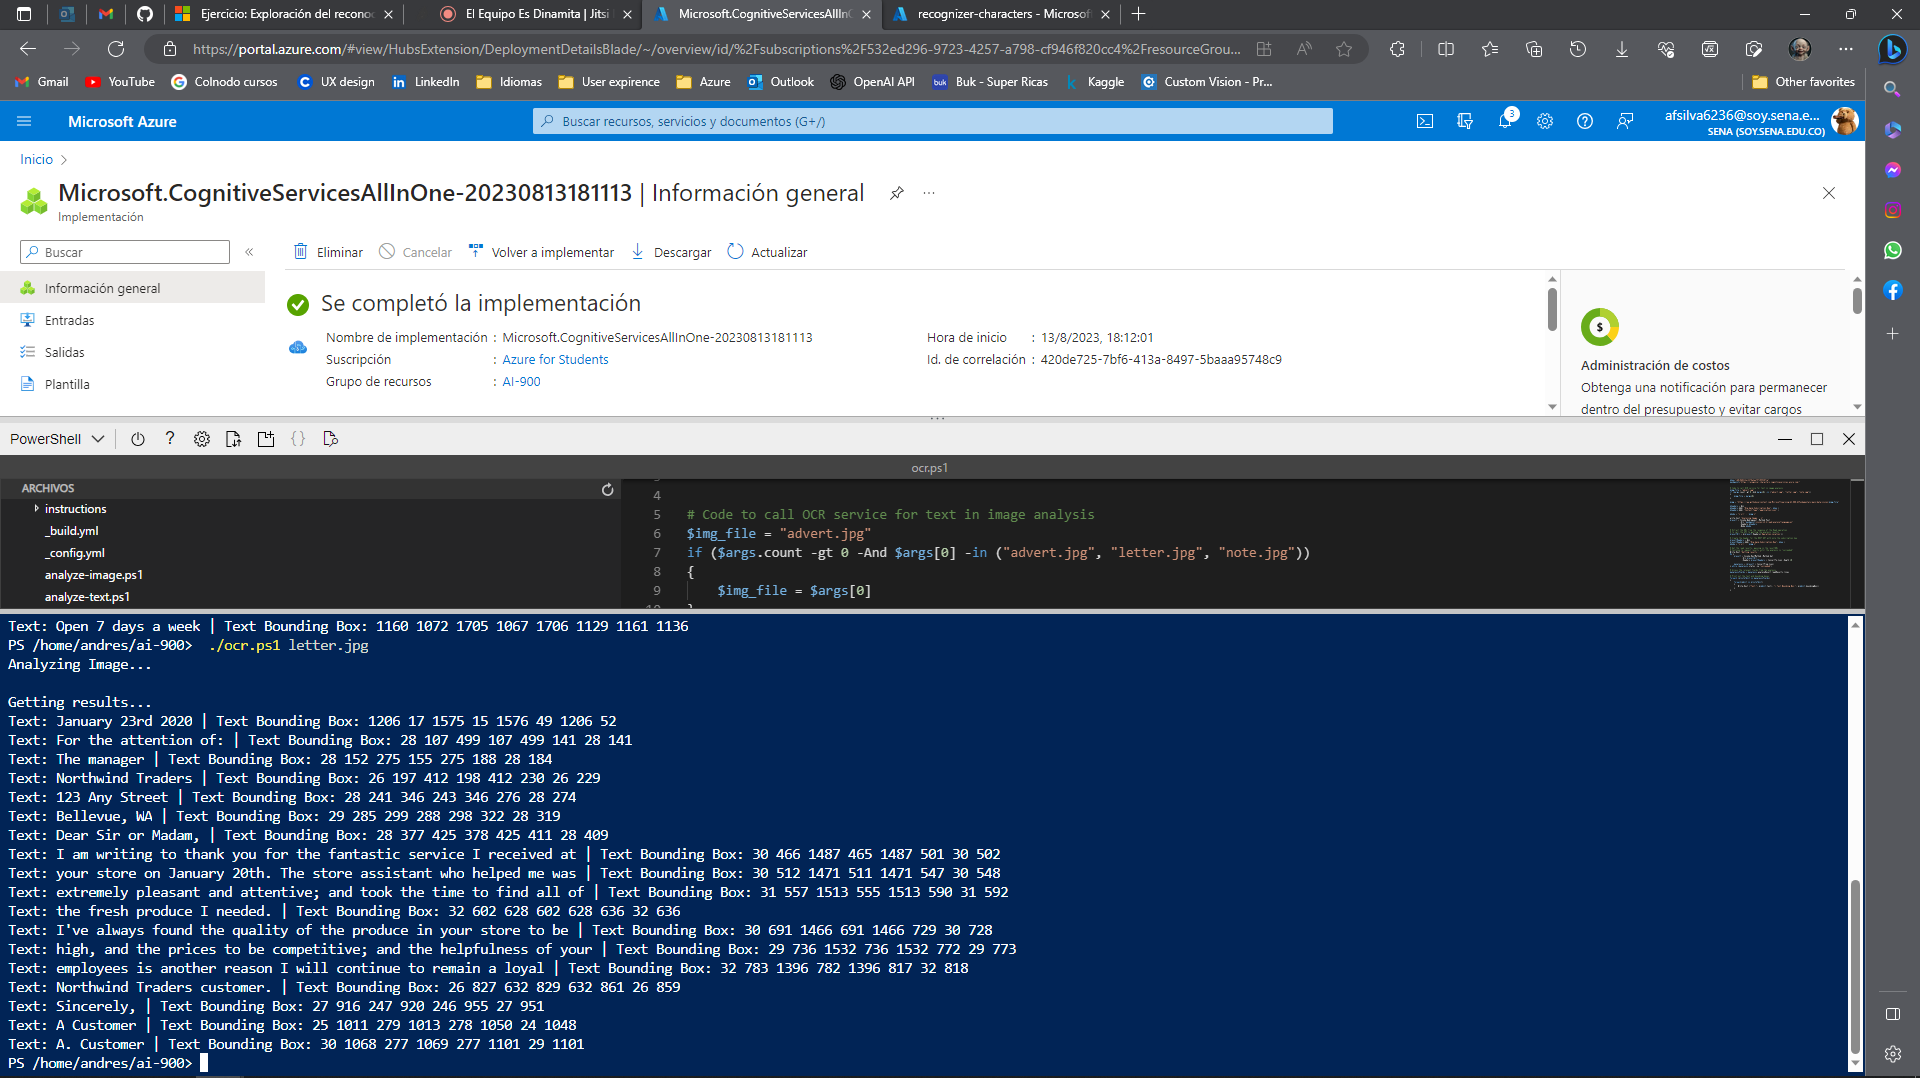 Ejercicio: Exploración del recono
El Equipo Es Dinamita | Jitsi
Microsoft.CognitiveServicesAllInO
recognizer-characters - Microsoft
https://portal.azure.com/#view/HubsExtension/DeploymentDetailsBlade/~/overview/id/%2Fsubscriptions%2F532ed296-9723-4257-a798-cf946f820cc4%2FresourceGrou...
Gmail YouTube Colnodo cursos UX design LinkedIn Idiomas User expirence Azure Outlook OpenAI API Buk - Super Ricas Kaggle Custom Vision - Pr... Other favorites
Microsoft Azure
Buscar recursos, servicios y documentos (G+/)
3
afsilva6236@soy.sena.e...
SENA (SOY.SENA.EDU.CO)
Inicio
Microsoft.CognitiveServicesAllInOne-20230813181113 | Información general
Implementación
Buscar
Eliminar Cancelar Volver a implementar Descargar Actualizar
Información general
Entradas
Salidas
Plantilla
Se completó la implementación
Nombre de implementación : Microsoft.CognitiveServicesAllInOne-20230813181113
Suscripción : Azure for Students
Grupo de recursos : AI-900
Hora de inicio : 13/8/2023, 18:12:01
Id. de correlación : 420de725-7bf6-413a-8497-5baaa95748c9
Administración de costos
Obtenga una notificación para permanecer
dentro del presupuesto y evitar cargos
PowerShell
ocr.ps1
ARCHIVOS
instructions
_build.yml
_config.yml
analyze-image.ps1
analyze-text.ps1
4
5 # Code to call OCR service for text in image analysis
6 $img_file = "advert.jpg"
7 if ($args.count -gt 0 -And $args[0] -in ("advert.jpg", "letter.jpg", "note.jpg"))
8 {
9 $img_file = $args[0]
Text: Open 7 days a week | Text Bounding Box: 1160 1072 1705 1067 1706 1129 1161 1136
PS /home/andres/ai-900> ./ocr.ps1 letter.jpg
Analyzing Image...
Getting results...
Text: January 23rd 2020 | Text Bounding Box: 1206 17 1575 15 1576 49 1206 52
Text: For the attention of: | Text Bounding Box: 28 107 499 107 499 141 28 141
Text: The manager | Text Bounding Box: 28 152 275 155 275 188 28 184
Text: Northwind Traders | Text Bounding Box: 26 197 412 198 412 230 26 229
Text: 123 Any Street | Text Bounding Box: 28 241 346 243 346 276 28 274
Text: Bellevue, WA | Text Bounding Box: 29 285 299 288 298 322 28 319
Text: Dear Sir or Madam, | Text Bounding Box: 28 377 425 378 425 411 28 409
Text: I am writing to thank you for the fantastic service I received at | Text Bounding Box: 30 466 1487 465 1487 501 30 502
Text: your store on January 20th. The store assistant who helped me was | Text Bounding Box: 30 512 1471 511 1471 547 30 548
Text: extremely pleasant and attentive; and took the time to find all of | Text Bounding Box: 31 557 1513 555 1513 590 31 592
Text: the fresh produce I needed. | Text Bounding Box: 32 602 628 602 628 636 32 636
Text: I've always found the quality of the produce in your store to be | Text Bounding Box: 30 691 1466 691 1466 729 30 728
Text: high, and the prices to be competitive; and the helpfulness of your | Text Bounding Box: 29 736 1532 736 1532 772 29 773
Text: employees is another reason I will continue to remain a loyal | Text Bounding Box: 32 783 1396 782 1396 817 32 818
Text: Northwind Traders customer. | Text Bounding Box: 26 827 632 829 632 861 26 859
Text: Sincerely, | Text Bounding Box: 27 916 247 920 246 955 27 951
Text: A Customer | Text Bounding Box: 25 1011 279 1013 278 1050 24 1048
Text: A. Customer | Text Bounding Box: 30 1068 277 1069 277 1101 29 1101
PS /home/andres/ai-900>